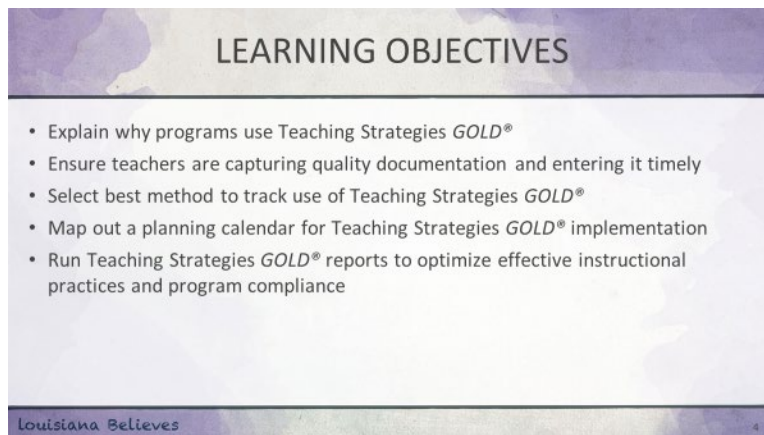 LEARNING OBJECTIVES
• Explain why programs use Teaching Strategies GOLD®
• Ensure teachers are capturing quality documentation and entering it timely
• Select best method to track use of Teaching Strategies GOLD®
• Map out a planning calendar for Teaching Strategies GOLD® implementation
• Run Teaching Strategies GOLD® reports to optimize effective instructional
practices and program compliance
Louisiana Believes
4